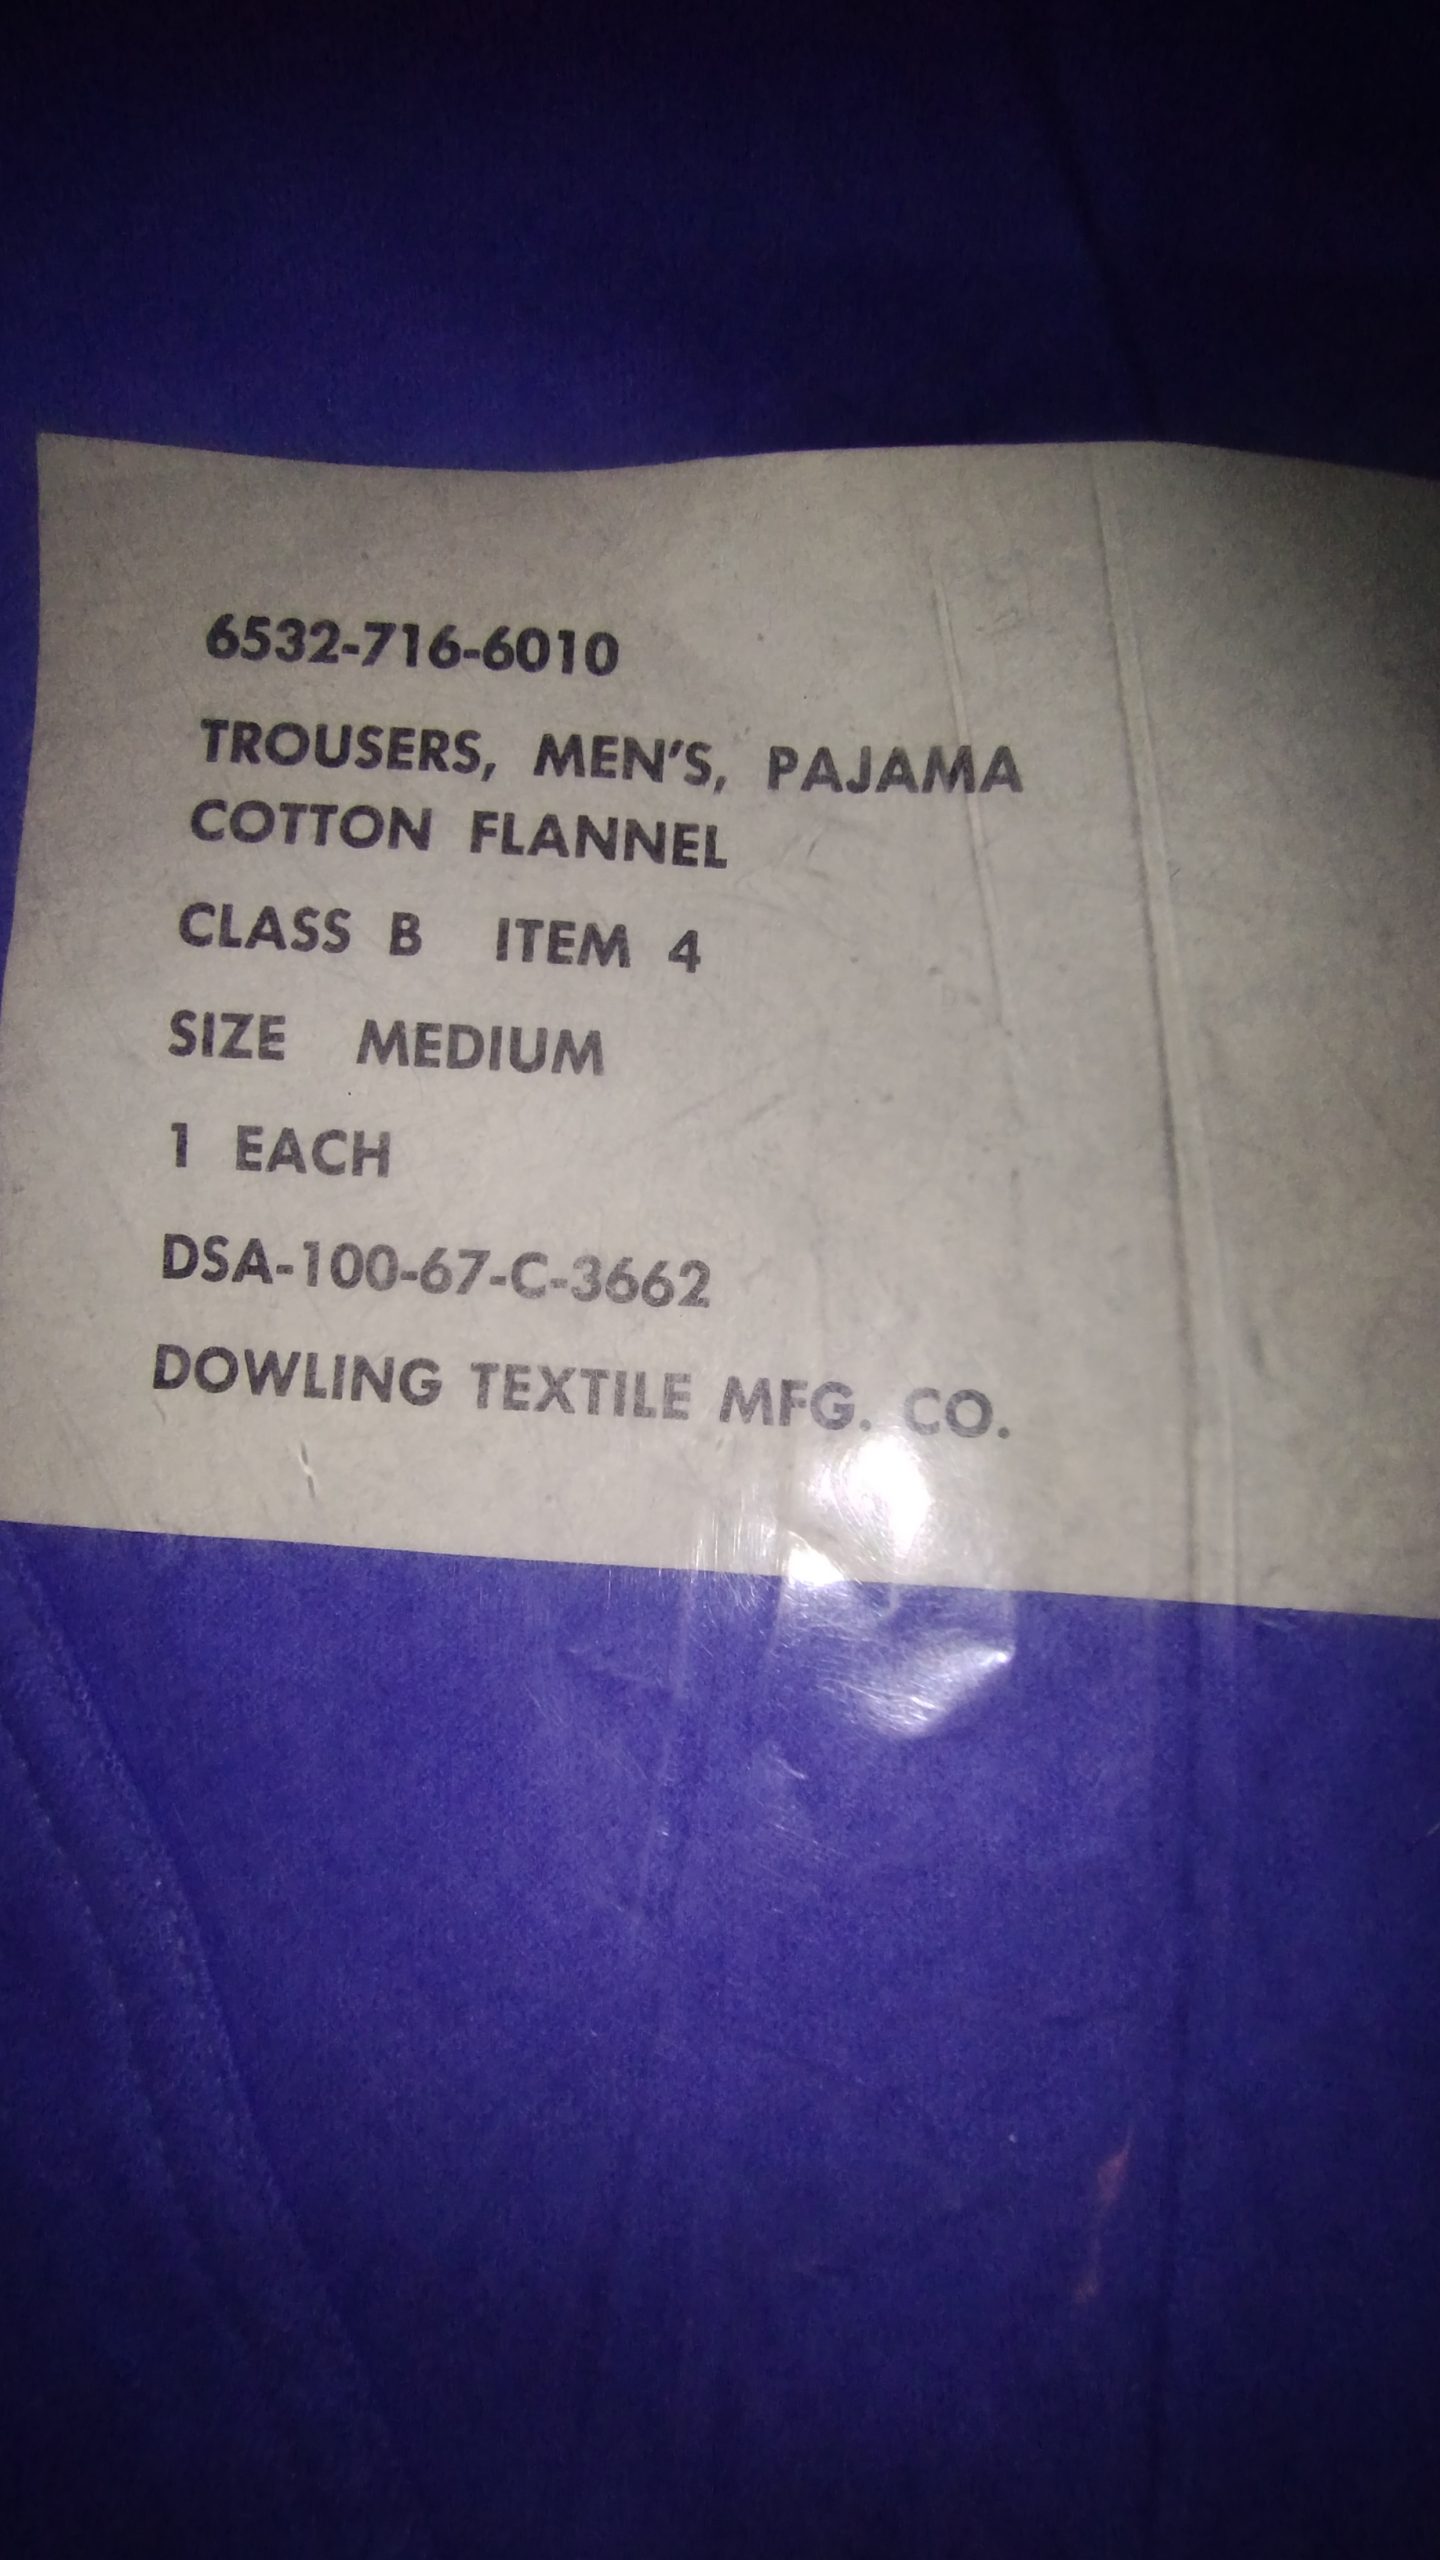 6532-716-6010
TROUSERS, MEN'S, PAJAMA
COTTON FLANNEL
CLASS B ITEM 4
SIZE MEDIUM
1 EACH
DSA-100-67-C-3662
DOWLING TEXTILE MFG. CO.